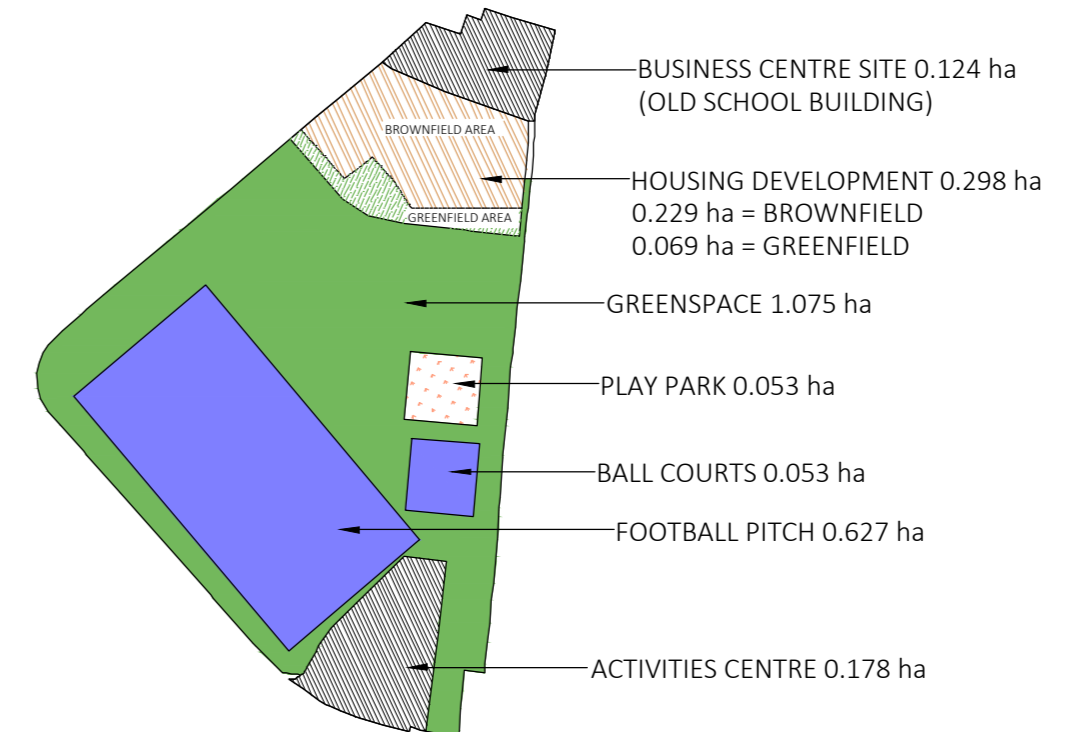 BUSINESS CENTRE SITE 0.124 ha
(OLD SCHOOL BUILDING)
BROWNFIELD AREA
HOUSING DEVELOPMENT 0.298 ha
0.229 ha = BROWNFIELD
0.069 ha = GREENFIELD
GREENFIELD AREA
GREENSPACE 1.075 ha
PLAY PARK 0.053 ha
BALL COURTS 0.053 ha
FOOTBALL PITCH 0.627 ha
ACTIVITIES CENTRE 0.178 ha